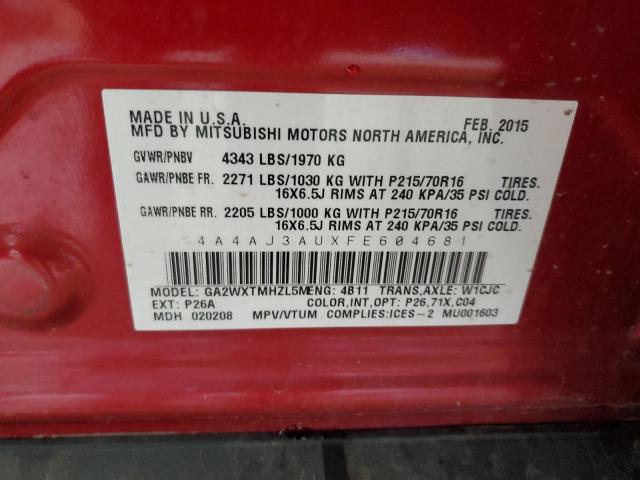 MADE IN U.S.A. FEB, 2015
MFD BY MITSUBISHI MOTORS NORTH AMERICA, INC.
GVWR/PNBV 4343 LBS/1970 KG
GAWR/PNBE FR. 2271 LBS/1030 KG WITH P215/70R16 TIRES.
16X6.5J RIMS AT 240 KPA/35 PSI COLD.
GAWR/PNBE RR. 2205 LBS/1000 KG WITH P215/70R16 TIRES.
16X6.5J RIMS AT 240 KPA/35 PSI COLD.
4A4AJ3AUXFE604681
MODEL: GA2WXTMHZL5M ENG: 4B11 TRANS,AXLE: W1CJC
EXT: P26A COLOR,INT,OPT: P26,71X,C04
MDH 020208 MPV/VTUM COMPLIES:ICES-2 MU001603